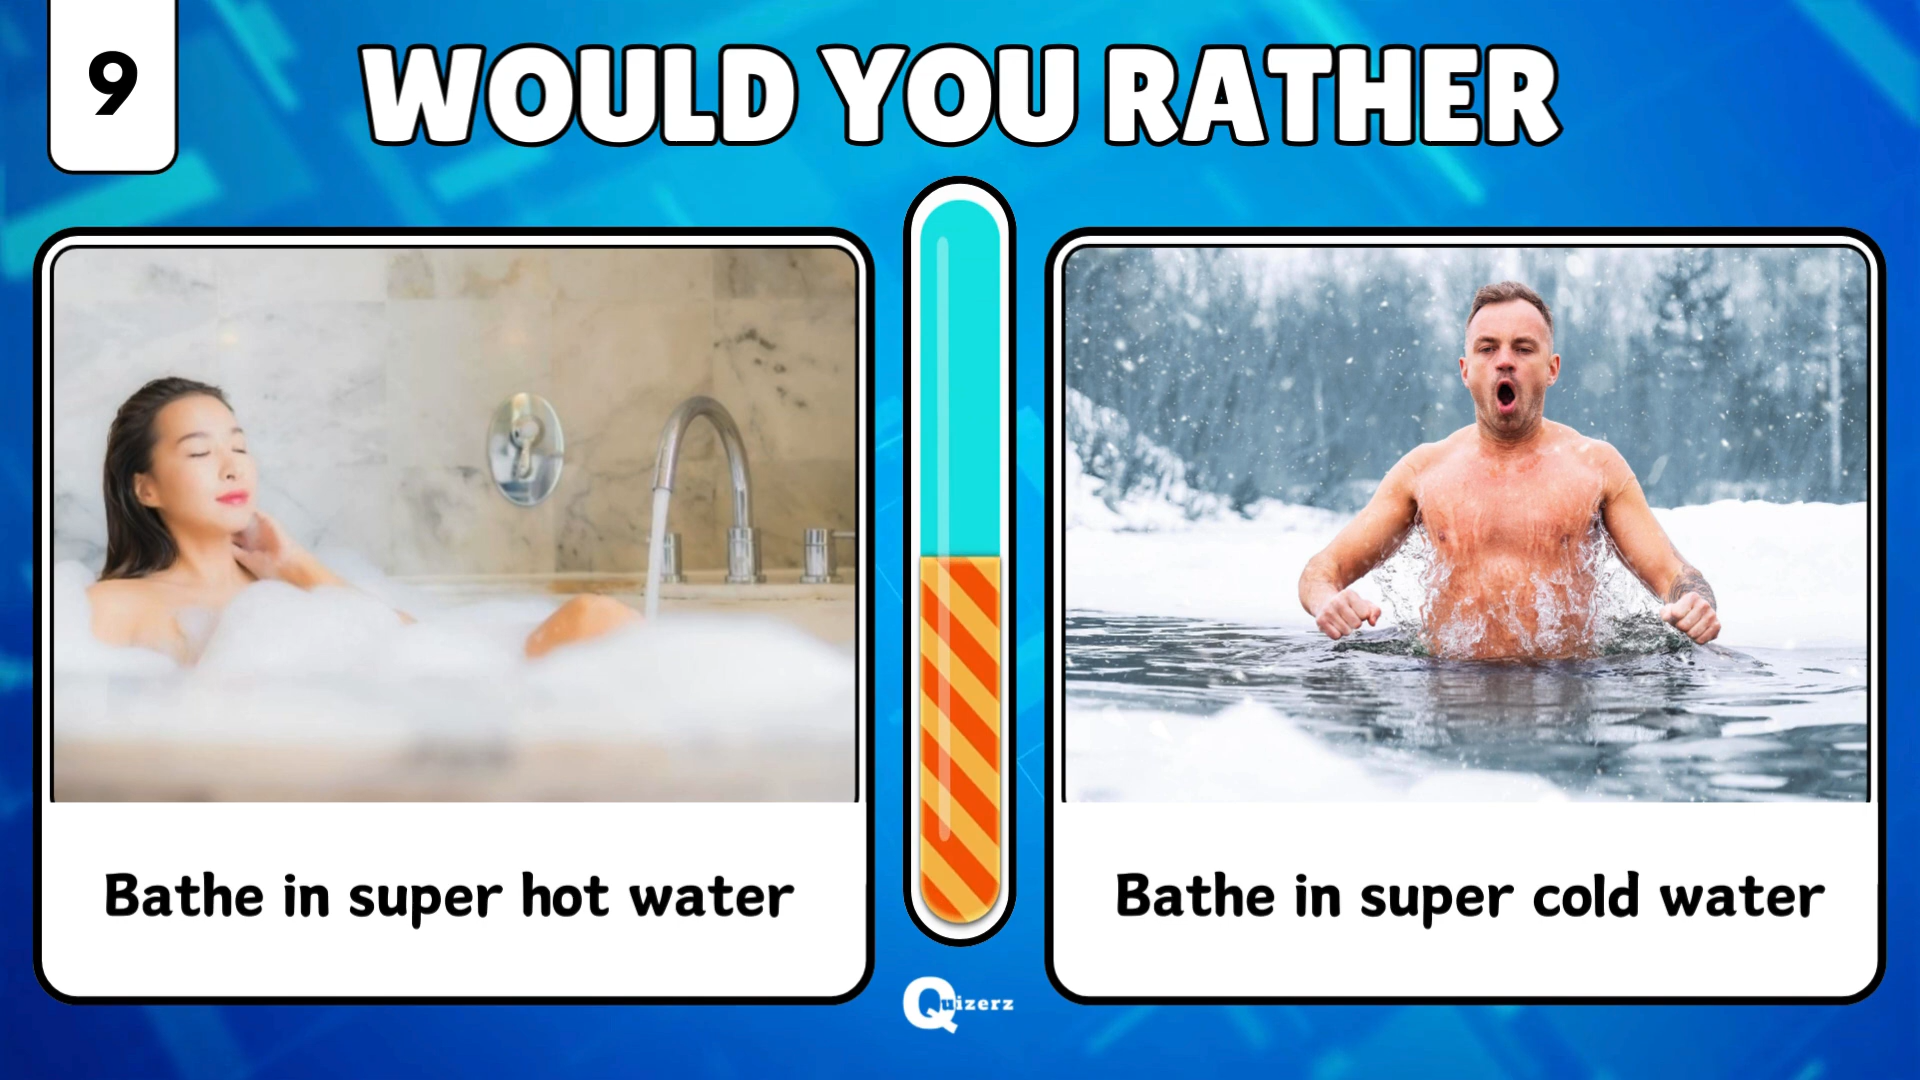 9
WOULD YOU RATHER
Bathe in super hot water
Bathe in super cold water
Quizerz